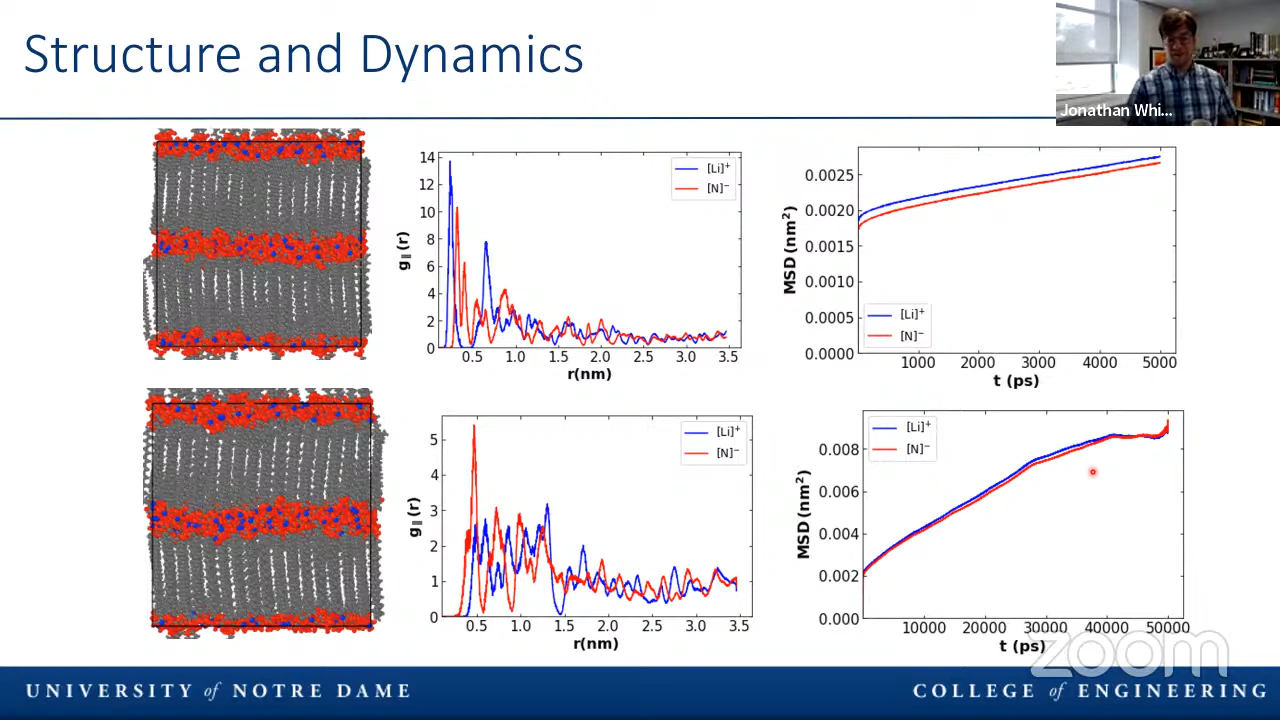 Structure and Dynamics
Jonathan Whi...
14
12
10
8
6
4
2
0
g∥(r)
[Li]⁺
[N]⁻
0.5 1.0 1.5 2.0 2.5 3.0 3.5
r(nm)
0.0025
0.0020
0.0015
0.0010
0.0005
0.0000
MSD (nm²)
[Li]⁺
[N]⁻
1000 2000 3000 4000 5000
t (ps)
5
4
3
2
1
0
g∥(r)
[Li]⁺
[N]⁻
0.5 1.0 1.5 2.0 2.5 3.0 3.5
r(nm)
0.008
0.006
0.004
0.002
0.000
MSD (nm²)
[Li]⁺
[N]⁻
10000 20000 30000 40000 50000
t (ps)
zoom
UNIVERSITY of NOTRE DAME
COLLEGE of ENGINEERING